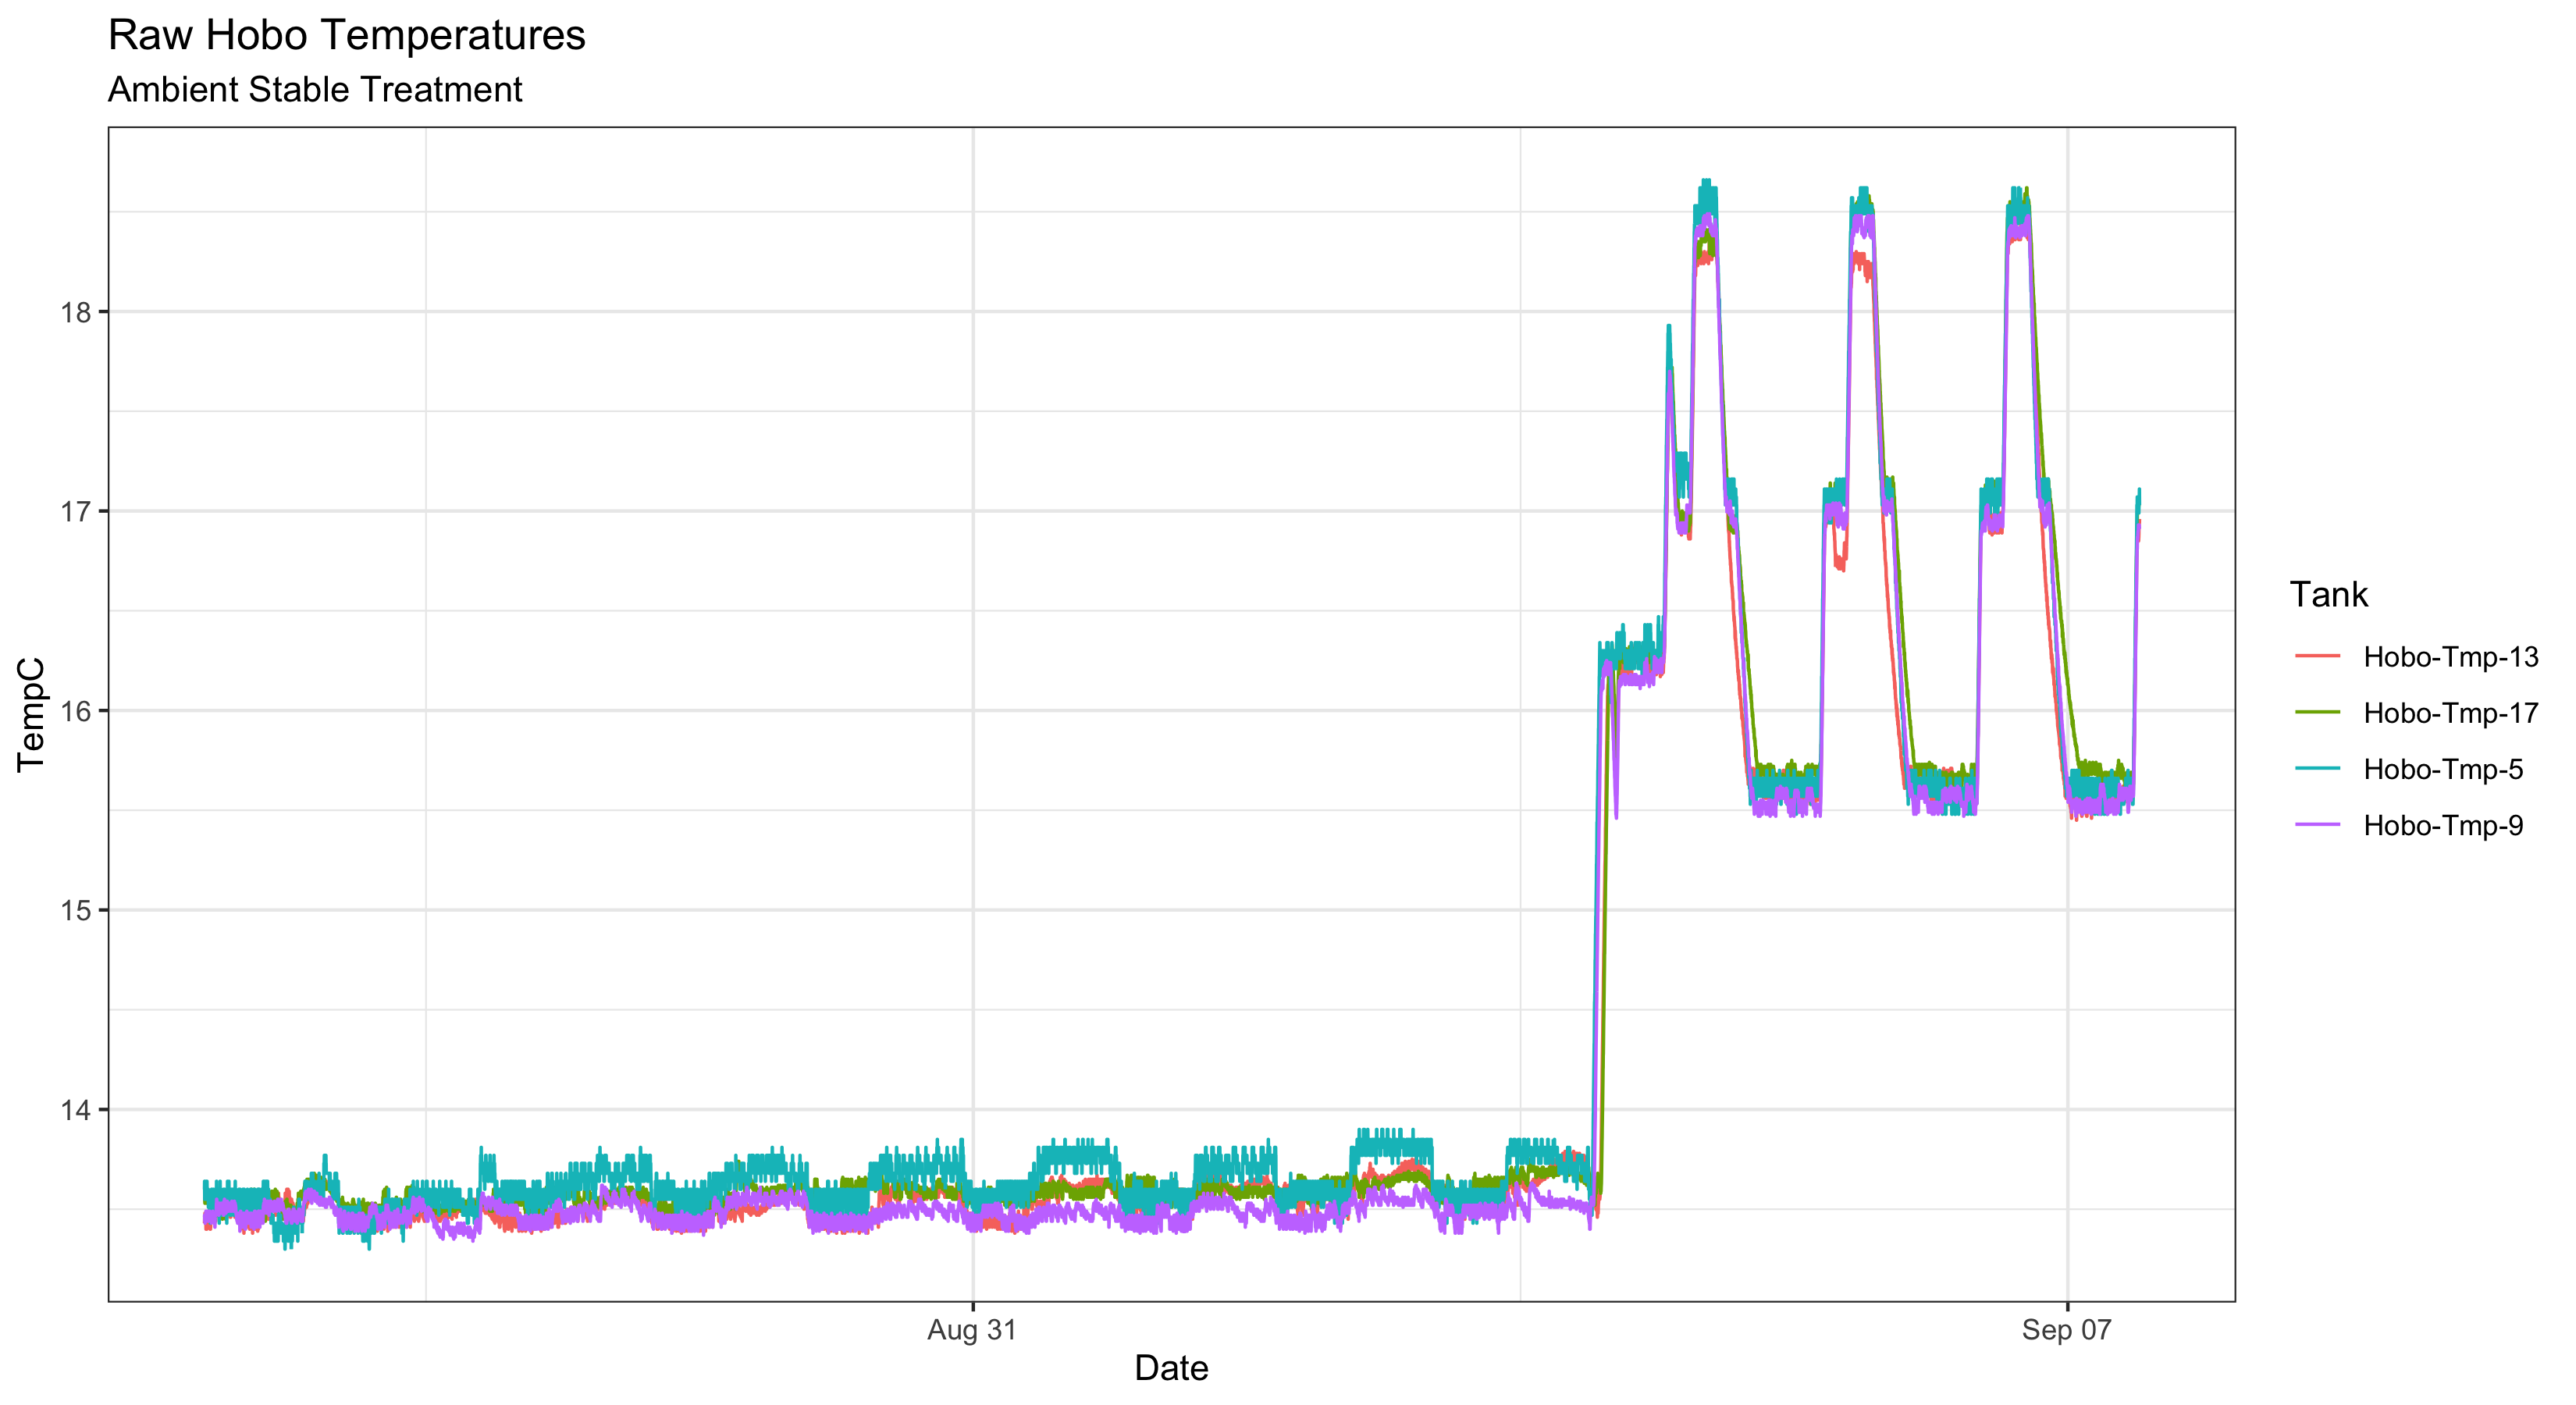 Raw Hobo Temperatures
Ambient Stable Treatment
TempC
18
17
16
15
14
Aug 31
Sep 07
Date
Tank
Hobo-Tmp-13
Hobo-Tmp-17
Hobo-Tmp-5
Hobo-Tmp-9